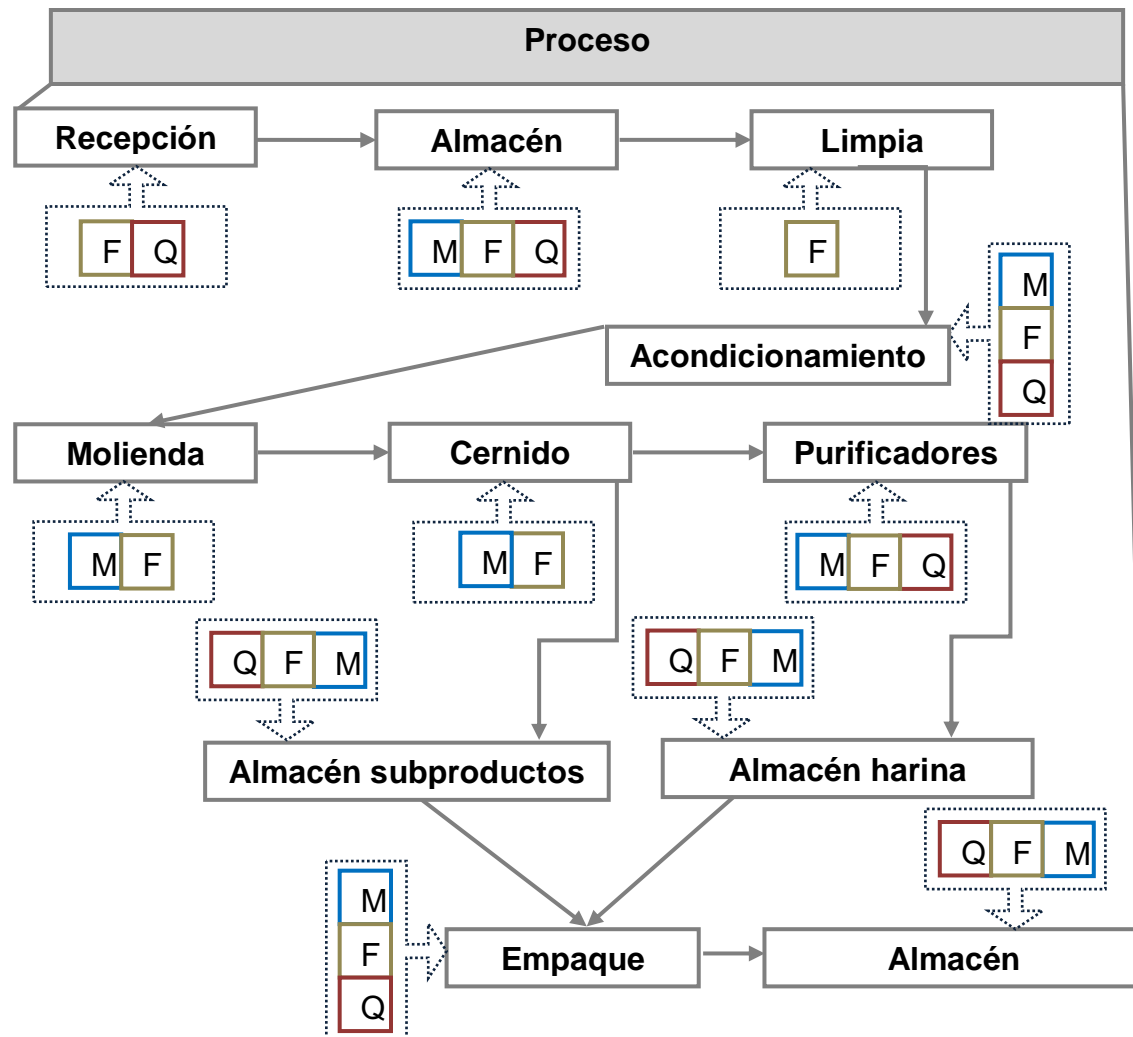 Proceso
Recepción
Almacén
Limpia
F Q
M F Q
F
M
F
Q
Acondicionamiento
Molienda
Cernido
Purificadores
M F
M F
M F Q
Q F M
Q F M
Almacén subproductos
Almacén harina
Q F M
M
F
Q
Empaque
Almacén